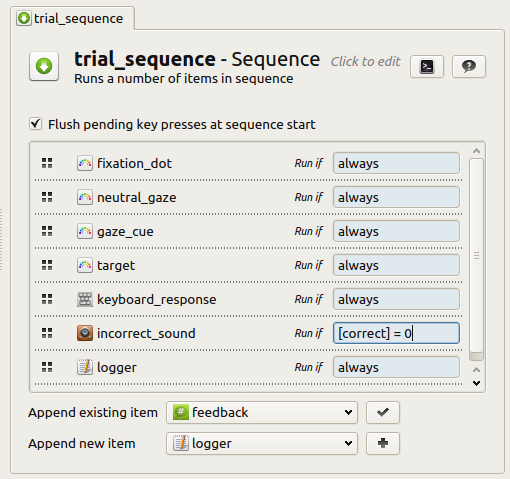 trial_sequence
trial_sequence - Sequence Click to edit
Runs a number of items in sequence
Flush pending key presses at sequence start
fixation_dot Run if always
neutral_gaze Run if always
gaze_cue Run if always
target Run if always
keyboard_response Run if always
incorrect_sound Run if [correct] = 0
logger Run if always
Append existing item feedback
Append new item logger